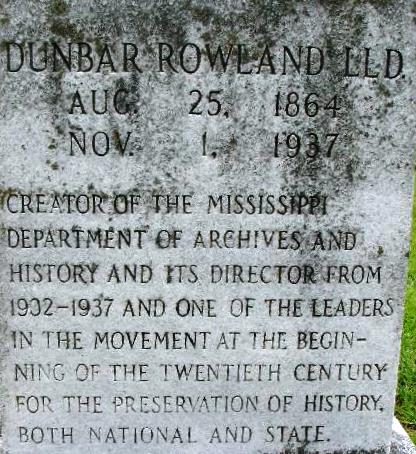 DUNBAR ROWLAND LLD.
AUG. 25, 1864
NOV. 1, 1937
CREATOR OF THE MISSISSIPPI
DEPARTMENT OF ARCHIVES AND
HISTORY AND ITS DIRECTOR FROM
1902-1937 AND ONE OF THE LEADERS
IN THE MOVEMENT AT THE BEGIN-
NING OF THE TWENTIETH CENTURY
FOR THE PRESERVATION OF HISTORY,
BOTH NATIONAL AND STATE.